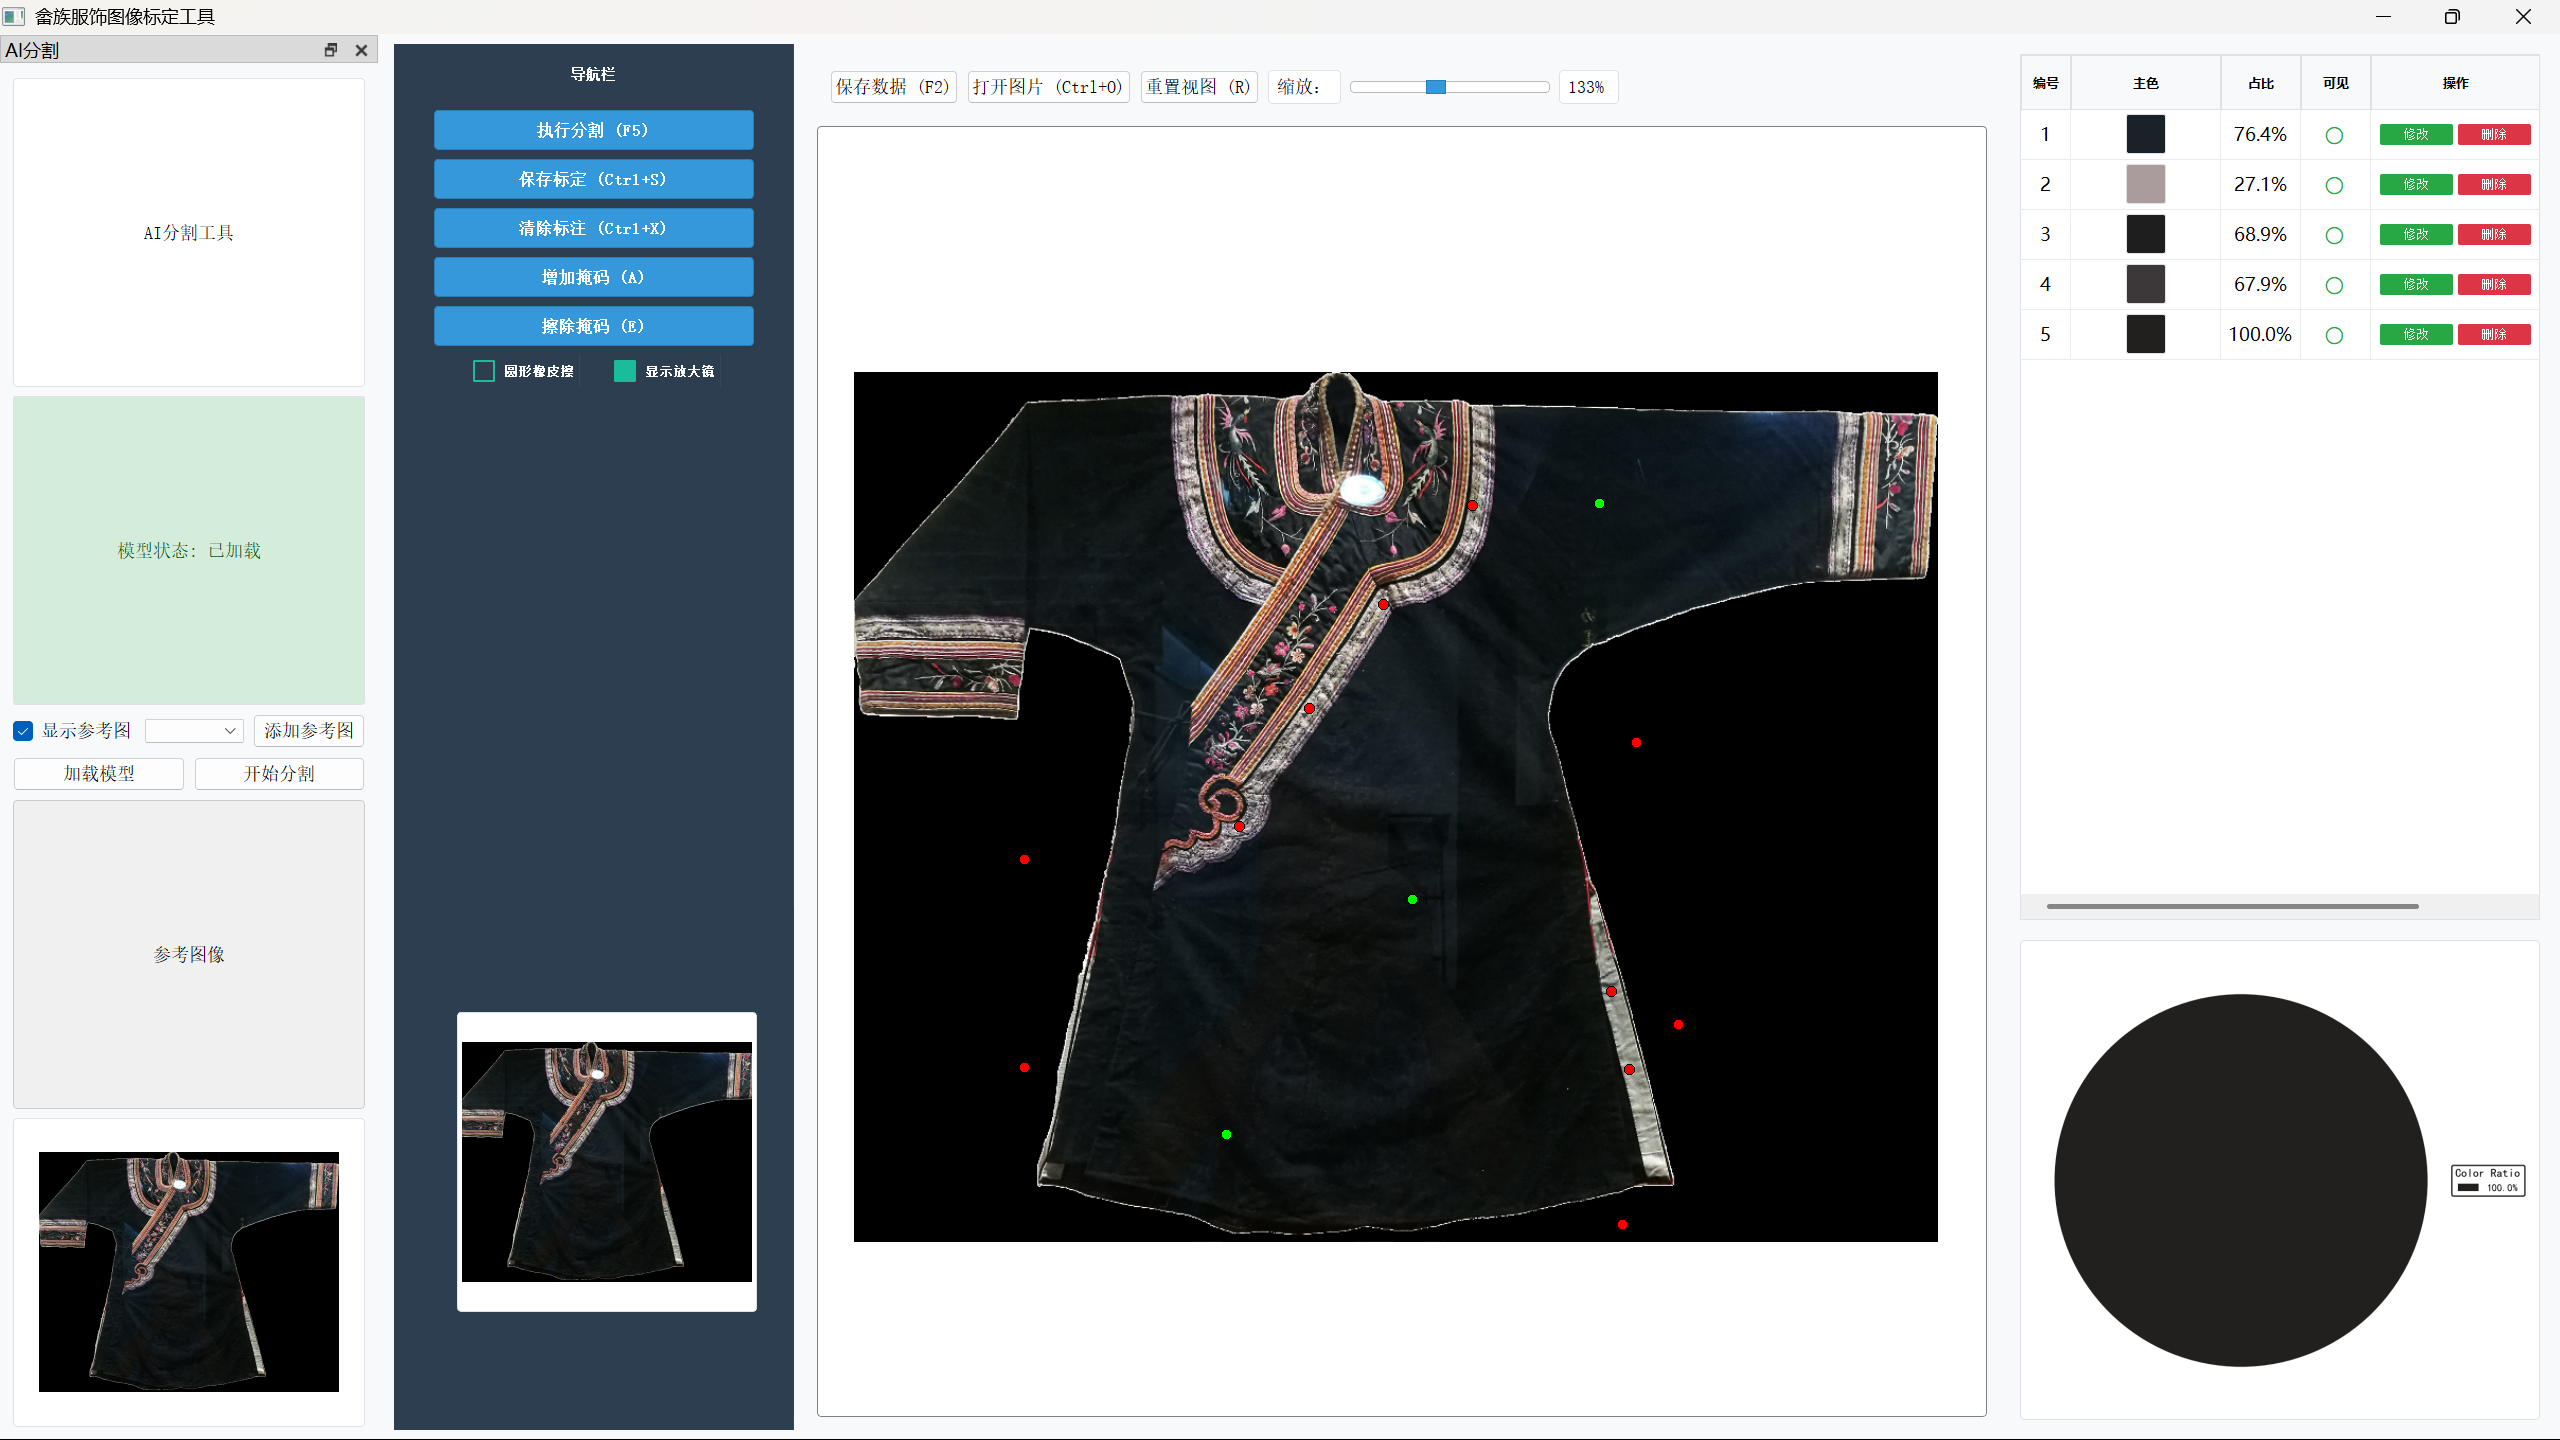 畲族服饰图像标定工具
AI分割
AI分割工具
模型状态: 已加载
显示参考图
添加参考图
加载模型
开始分割
参考图像
导航栏
执行分割 (F5)
保存标定 (Ctrl+S)
清除标注 (Ctrl+X)
增加掩码 (A)
擦除掩码 (E)
圆形橡皮擦
显示放大镜
保存数据 (F2)
打开图片 (Ctrl+O)
重置视图 (R)
缩放:
133%
编号 主色 占比 可见 操作
1 76.4% 修改 删除
2 27.1% 修改 删除
3 68.9% 修改 删除
4 67.9% 修改 删除
5 100.0% 修改 删除
Color Ratio
100.0%